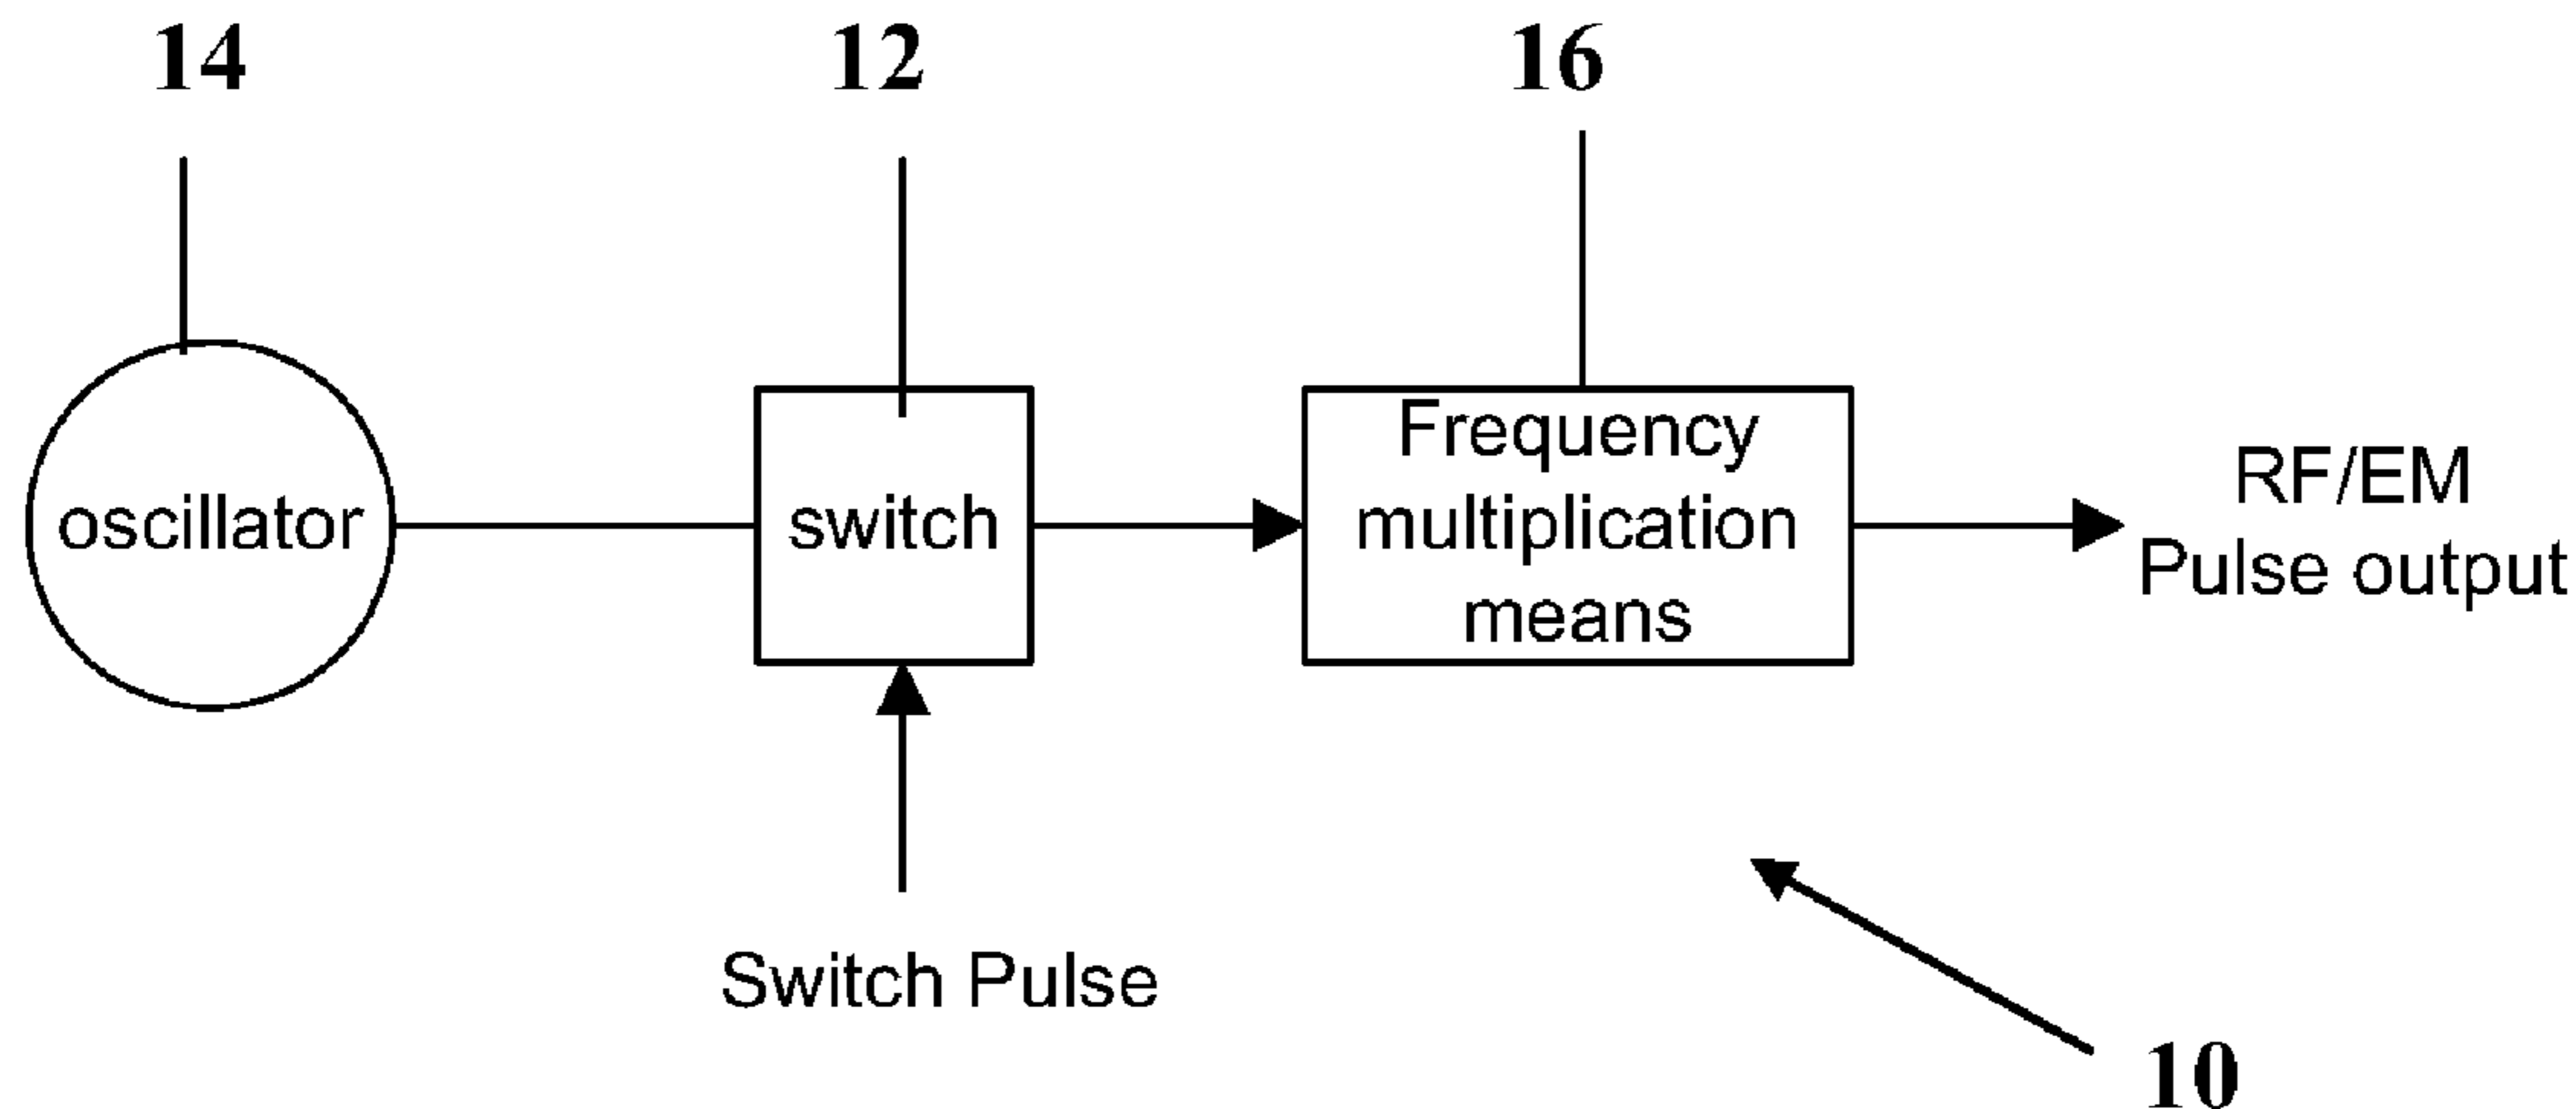 14
12
16
oscillator
switch
Frequency
multiplication
means
RF/EM
Pulse output
Switch Pulse
10